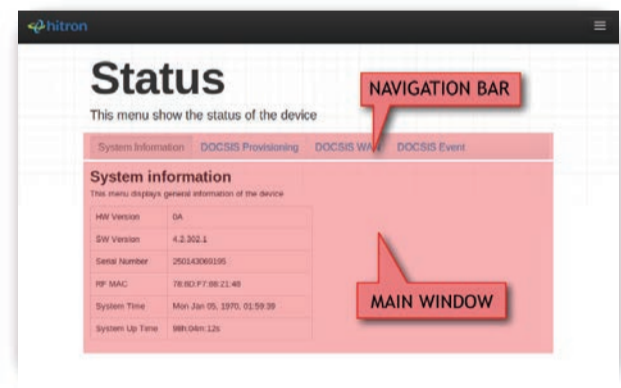 hitron
Status
This menu show the status of the device
NAVIGATION BAR
System Information DOCSIS Provisioning DOCSIS WAN DOCSIS Event
System information
This menu displays general information of the device
HW Version 0A
SW Version 4.2.302.1
Serial Number 250143069195
RF MAC 78:8D:F7:88:21:48
System Time Mon Jan 05, 1970, 01:59:39
System Up Time 98h:04m:12s
MAIN WINDOW